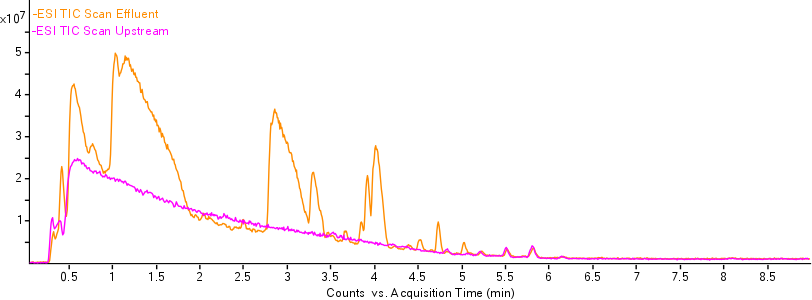 -ESI TIC Scan Effluent
x10⁷
-ESI TIC Scan Upstream
5
4
3
2
1
0.5 1 1.5 2 2.5 3 3.5 4 4.5 5 5.5 6 6.5 7 7.5 8 8.5
Counts vs. Acquisition Time (min)